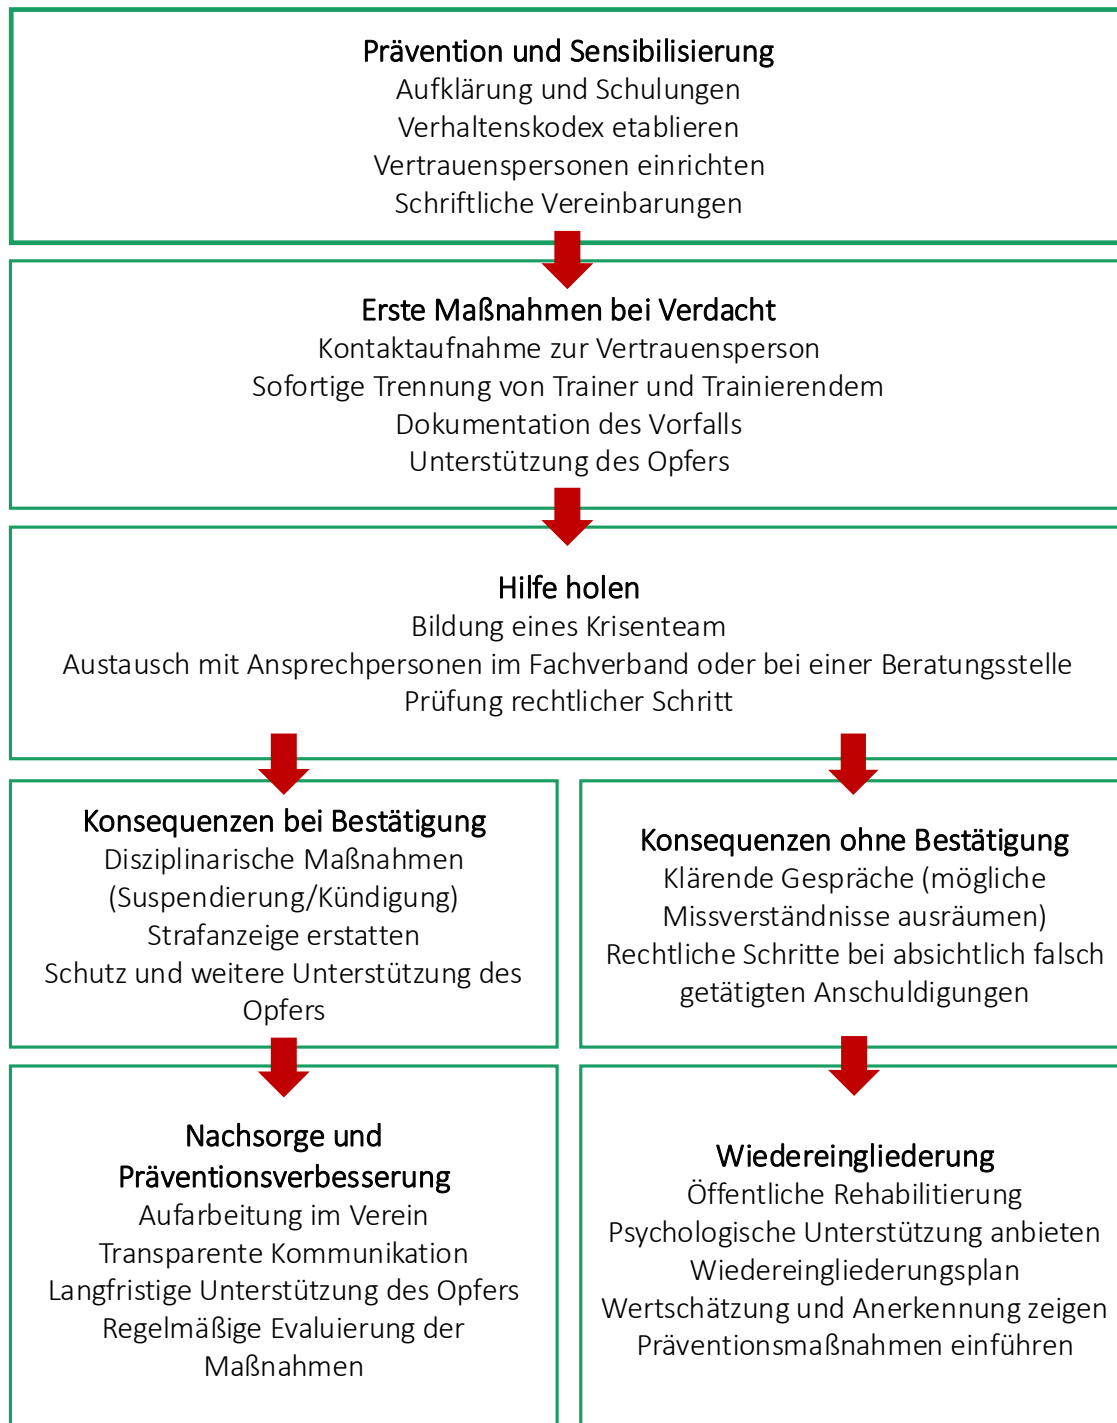 Prävention und Sensibilisierung
Aufklärung und Schulungen
Verhaltenskodex etablieren
Vertrauenspersonen einrichten
Schriftliche Vereinbarungen
Erste Maßnahmen bei Verdacht
Kontaktaufnahme zur Vertrauensperson
Sofortige Trennung von Trainer und Trainierendem
Dokumentation des Vorfalls
Unterstützung des Opfers
Hilfe holen
Bildung eines Krisenteam
Austausch mit Ansprechpersonen im Fachverband oder bei einer Beratungsstelle
Prüfung rechtlicher Schritt
Konsequenzen bei Bestätigung
Disziplinarische Maßnahmen
(Suspendierung/Kündigung)
Strafanzeige erstatten
Schutz und weitere Unterstützung des
Opfers
Konsequenzen ohne Bestätigung
Klärende Gespräche (mögliche
Missverständnisse ausräumen)
Rechtliche Schritte bei absichtlich falsch
getätigten Anschuldigungen
Nachsorge und
Präventionsverbesserung
Aufarbeitung im Verein
Transparente Kommunikation
Langfristige Unterstützung des Opfers
Regelmäßige Evaluierung der
Maßnahmen
Wiedereingliederung
Öffentliche Rehabilitierung
Psychologische Unterstützung anbieten
Wiedereingliederungsplan
Wertschätzung und Anerkennung zeigen
Präventionsmaßnahmen einführen